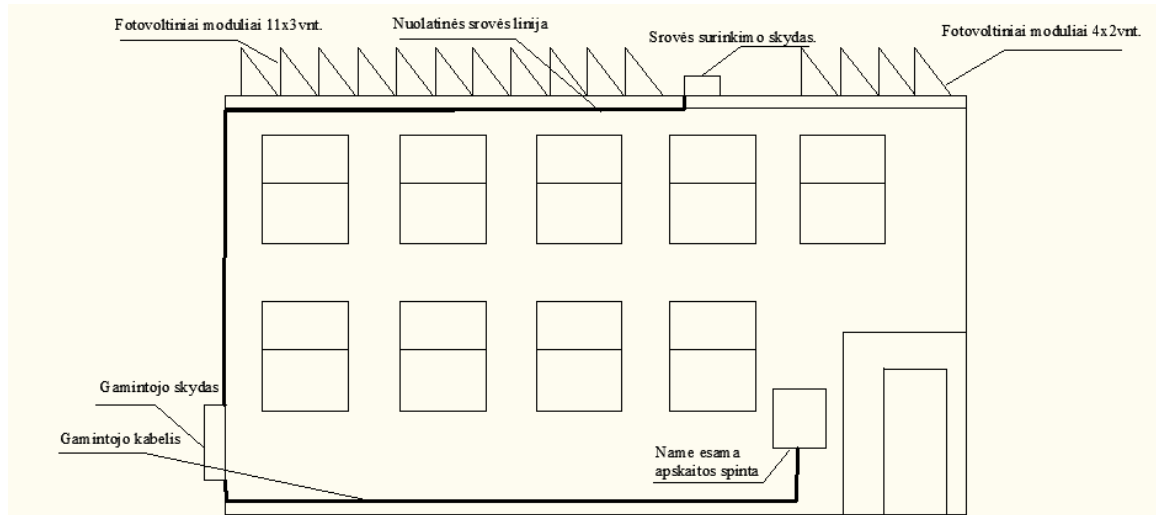 Fotovoltiniai moduliai 11x3vnt.
Nuolatinės srovės linija
Srovės surinkimo skydas.
Fotovoltiniai moduliai 4x2vnt.
Gamintojo skydas
Gamintojo kabelis
Name esama
apskaitos spinta